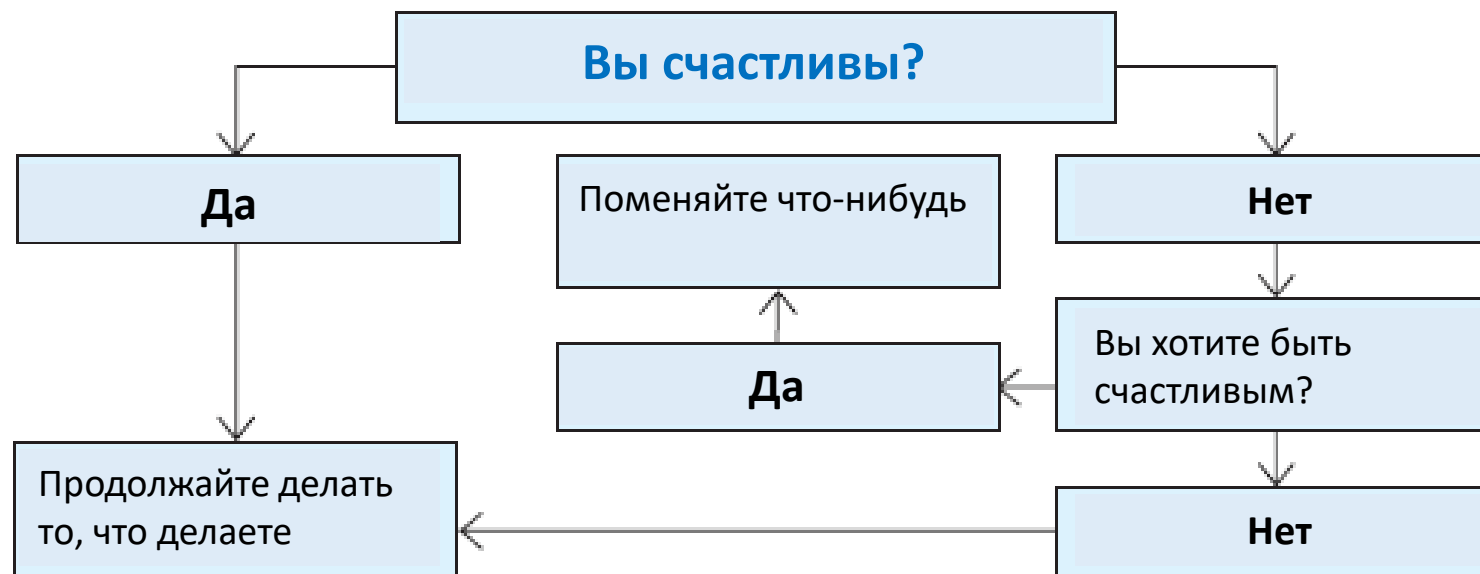 Вы счастливы?
Да
Поменяйте что-нибудь
Нет
Да
Вы хотите быть
счастливым?
Продолжайте делать
то, что делаете
Нет